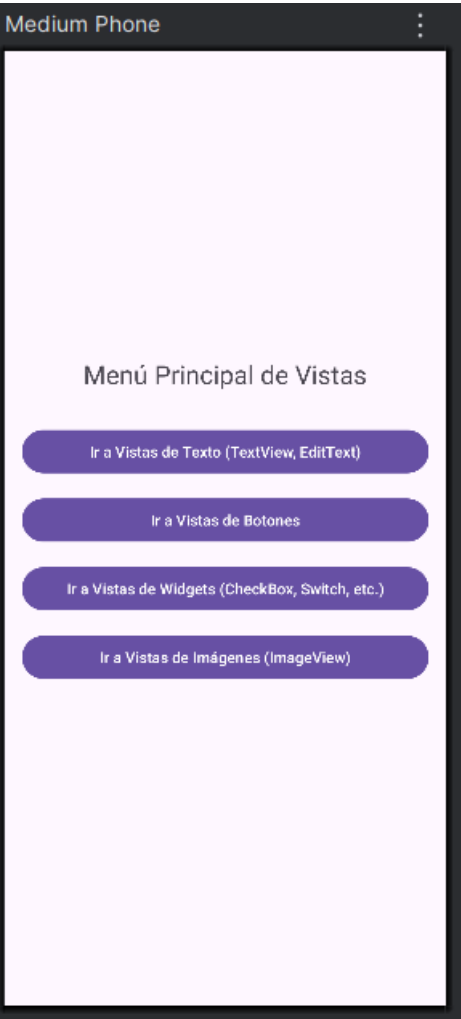 Medium Phone
Menú Principal de Vistas
Ir a Vistas de Texto (TextView, EditText)
Ir a Vistas de Botones
Ir a Vistas de Widgets (CheckBox, Switch, etc.)
Ir a Vistas de Imágenes (ImageView)